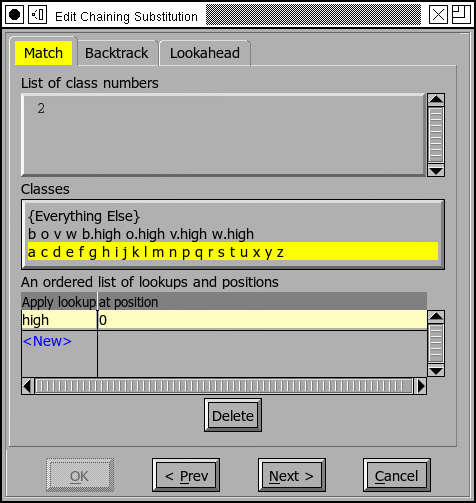 Edit Chaining Substitution
Match Backtrack Lookahead
List of class numbers
2
Classes
{Everything Else}
b o v w b.high o.high v.high w.high
a c d e f g h i j k l m n p q r s t u x y z
An ordered list of lookups and positions
Apply lookup at position
high 0
<New>
Delete
OK < Prev Next > Cancel